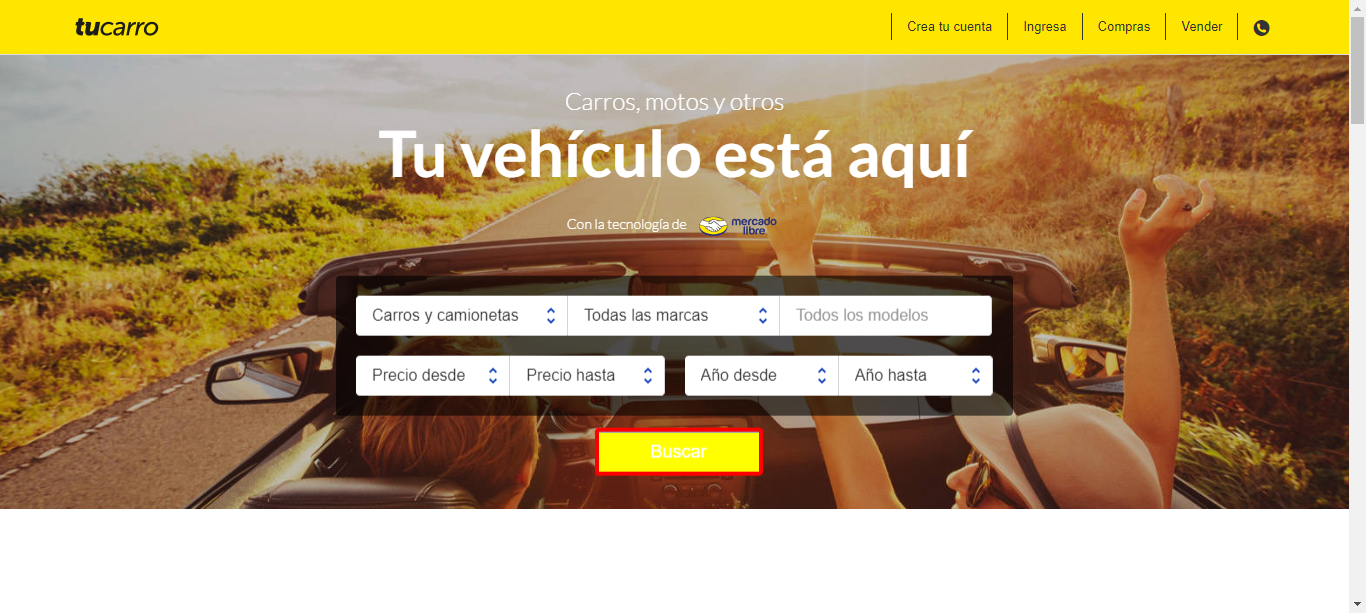 tucarro
Crea tu cuenta
Ingresa
Compras
Vender
Carros, motos y otros
Tu vehículo está aquí
Con la tecnología de mercado libre
Carros y camionetas
Todas las marcas
Todos los modelos
Precio desde
Precio hasta
Año desde
Año hasta
Buscar